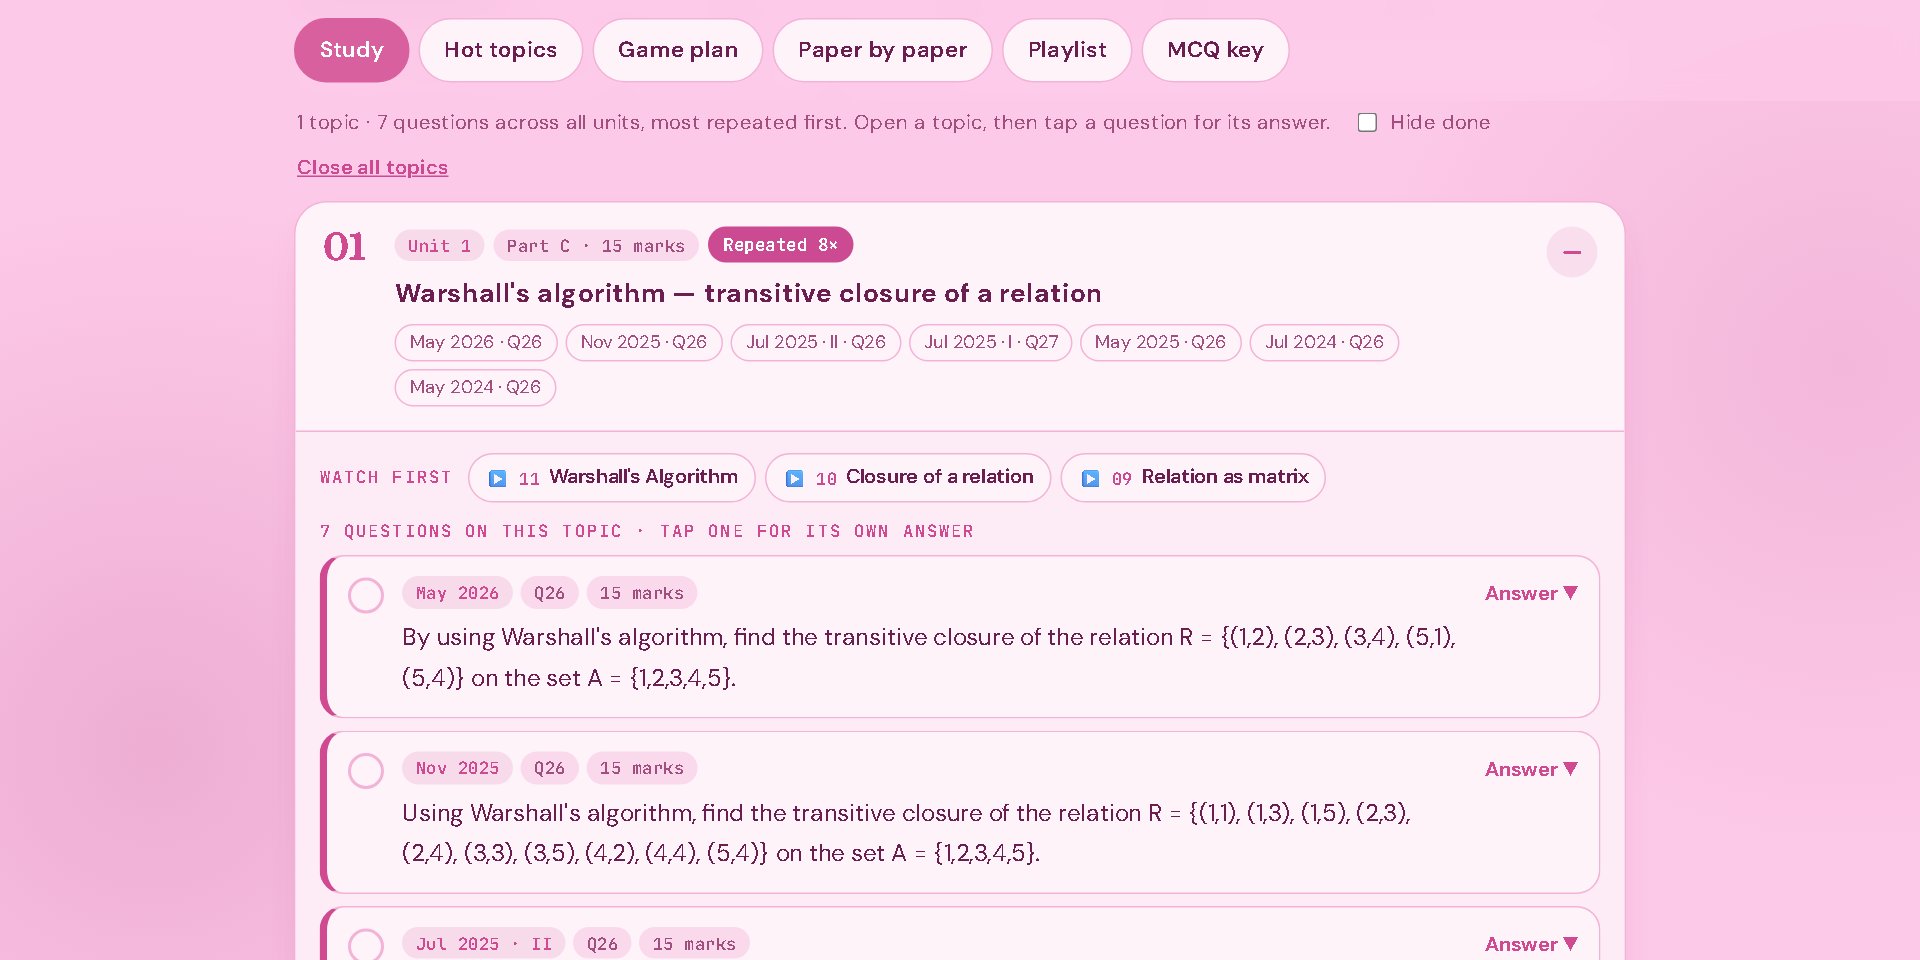 Study Hot topics Game plan Paper by paper Playlist MCQ key
1 topic · 7 questions across all units, most repeated first. Open a topic, then tap a question for its answer. Hide done
Close all topics
01 Unit 1 Part C · 15 marks Repeated 8×
Warshall's algorithm — transitive closure of a relation
May 2026 · Q26 Nov 2025 · Q26 Jul 2025 · II · Q26 Jul 2025 · I · Q27 May 2025 · Q26 Jul 2024 · Q26
May 2024 · Q26
WATCH FIRST 11 Warshall's Algorithm 10 Closure of a relation 09 Relation as matrix
7 QUESTIONS ON THIS TOPIC · TAP ONE FOR ITS OWN ANSWER
May 2026 Q26 15 marks Answer ▼
By using Warshall's algorithm, find the transitive closure of the relation R = {(1,2), (2,3), (3,4), (5,1),
(5,4)} on the set A = {1,2,3,4,5}.
Nov 2025 Q26 15 marks Answer ▼
Using Warshall's algorithm, find the transitive closure of the relation R = {(1,1), (1,3), (1,5), (2,3),
(2,4), (3,3), (3,5), (4,2), (4,4), (5,4)} on the set A = {1,2,3,4,5}.
Jul 2025 · II Q26 15 marks Answer ▼